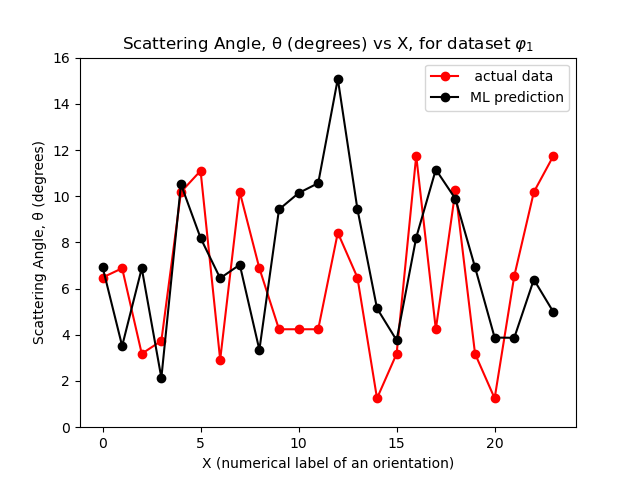 Scattering Angle, θ (degrees) vs X, for dataset φ₁
actual data
ML prediction
Scattering Angle, θ (degrees)
16
14
12
10
8
6
4
2
0
0 5 10 15 20
X (numerical label of an orientation)